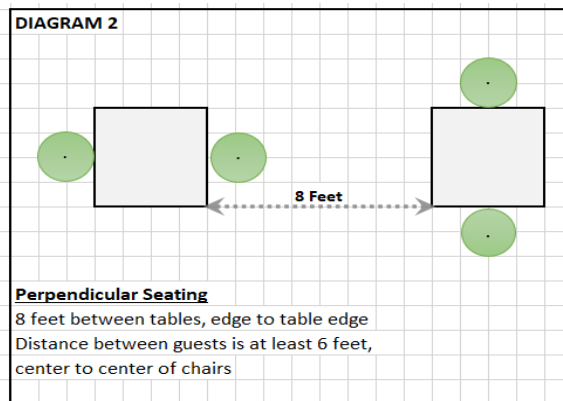 DIAGRAM 2
8 Feet
Perpendicular Seating
8 feet between tables, edge to table edge
Distance between guests is at least 6 feet,
center to center of chairs